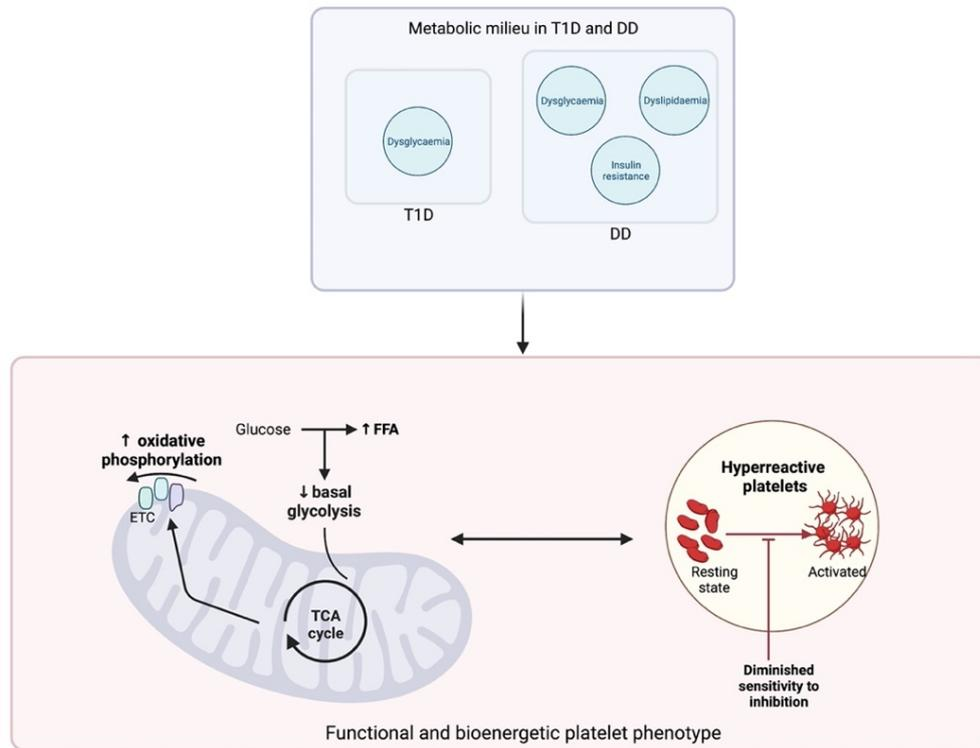 Metabolic milieu in T1D and DD
Dysglycaemia
T1D
Dysglycaemia
Dyslipidaemia
Insulin
resistance
DD
↑ oxidative
phosphorylation
ETC
Glucose
↑ FFA
↓ basal
glycolysis
TCA
cycle
Hyperreactive
platelets
Resting
state
Activated
Diminished
sensitivity to
inhibition
Functional and bioenergetic platelet phenotype